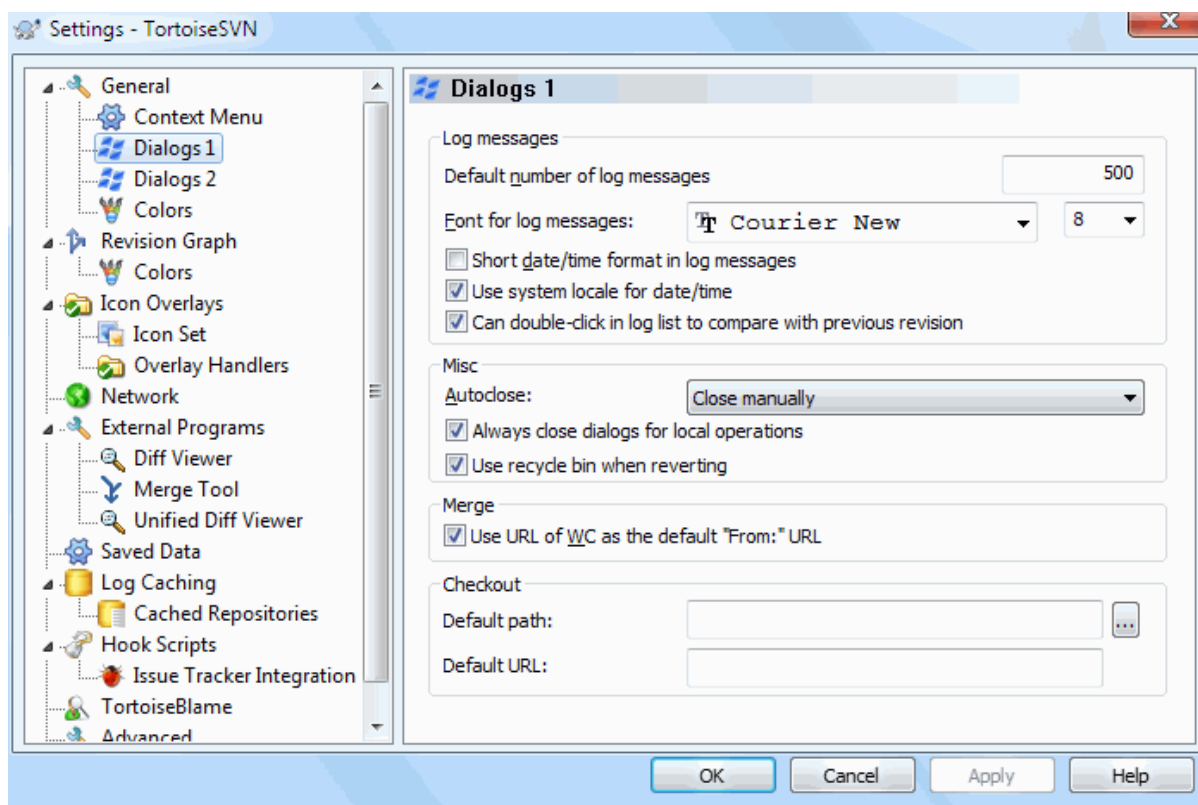 Settings - TortoiseSVN
x
General
Context Menu
Dialogs 1
Dialogs 2
Colors
Revision Graph
Colors
Icon Overlays
Icon Set
Overlay Handlers
Network
External Programs
Diff Viewer
Merge Tool
Unified Diff Viewer
Saved Data
Log Caching
Cached Repositories
Hook Scripts
Issue Tracker Integration
TortoiseBlame
Advanced
Dialogs 1
Log messages
Default number of log messages 500
Font for log messages: Courier New 8
Short date/time format in log messages
Use system locale for date/time
Can double-click in log list to compare with previous revision
Misc
Autoclose: Close manually
Always close dialogs for local operations
Use recycle bin when reverting
Merge
Use URL of WC as the default "From:" URL
Checkout
Default path: ...
Default URL:
OK Cancel Apply Help